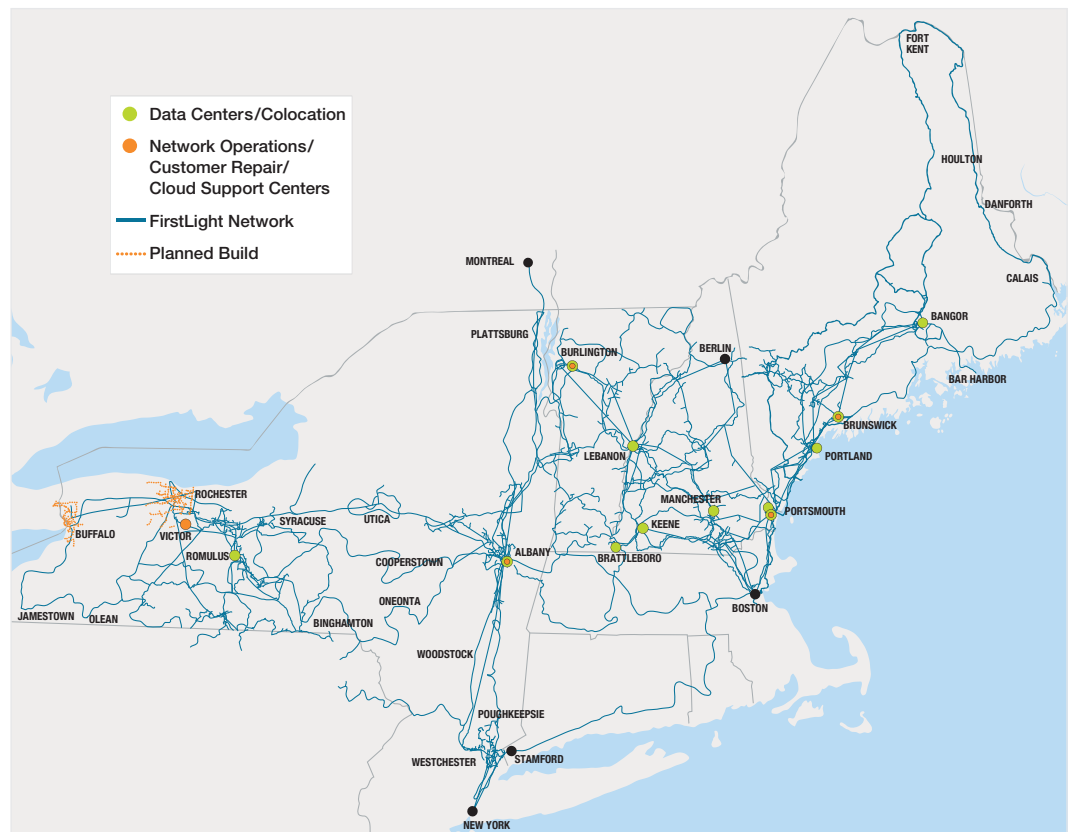 FORT
KENT
Data Centers/Colocation
Network Operations/
Customer Repair/
Cloud Support Centers
FirstLight Network
Planned Build
HOULTON
DANFORTH
MONTREAL
CALAIS
BANGOR
PLATTSBURG
BURLINGTON
BERLIN
BAR HARBOR
BRUNSWICK
LEBANON
PORTLAND
ROCHESTER
MANCHESTER
PORTSMOUTH
SYRACUSE
UTICA
KEENE
BUFFALO
VICTOR
ROMULUS
COOPERSTOWN
ALBANY
BRATTLEBORO
ONEONTA
BOSTON
JAMESTOWN
OLEAN
BINGHAMTON
WOODSTOCK
POUGHKEEPSIE
WESTCHESTER
STAMFORD
NEW YORK